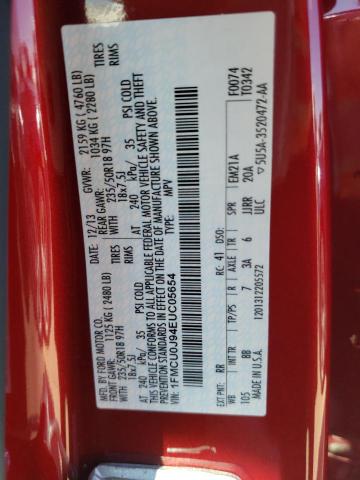 MFD. BY FORD MOTOR CO.
DATE: 12/13 GVWR: 2159 KG ( 4760 LB)
FRONT GAWR: 1125 KG (2480 LB) REAR GAWR: 1034 KG (2280 LB)
WITH 235/50R18 97H TIRES WITH 235/50R18 97H TIRES
18x7.5J RIMS 18x7.5J RIMS
AT 240 kPa/ 35 PSI COLD AT 240 kPa/ 35 PSI COLD
THIS VEHICLE CONFORMS TO ALL APPLICABLE FEDERAL MOTOR VEHICLE SAFETY AND THEFT
PREVENTION STANDARDS IN EFFECT ON THE DATE OF MANUFACTURE SHOWN ABOVE.
VIN: 1FMCU0J94EUC05654
TYPE: MPV
F0074
T0342
EXT PNT: RR RC: 41 DSO: EM21A
WB INT TR TP/PS R AXLE TR SPR
105 BB 7 3A 6 JJRR 20A
ULC
MADE IN U.S.A. 120131220557​2 5U5A-3520472-AA